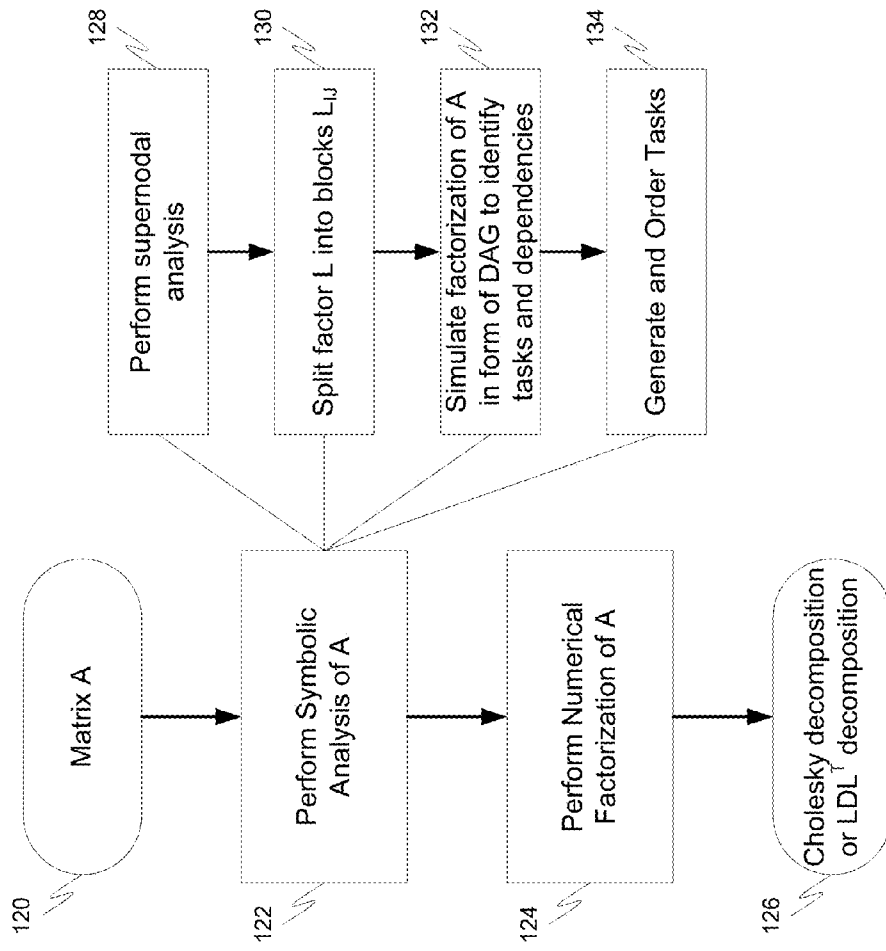 120
Matrix A
122
Perform Symbolic
Analysis of A
124
Perform Numerical
Factorization of A
126
Cholesky decomposition
or LDLᵀ decomposition
128
Perform supernodal
analysis
130
Split factor L into blocks L_IJ
132
Simulate factorization of A
in form of DAG to identify
tasks and dependencies
134
Generate and Order Tasks